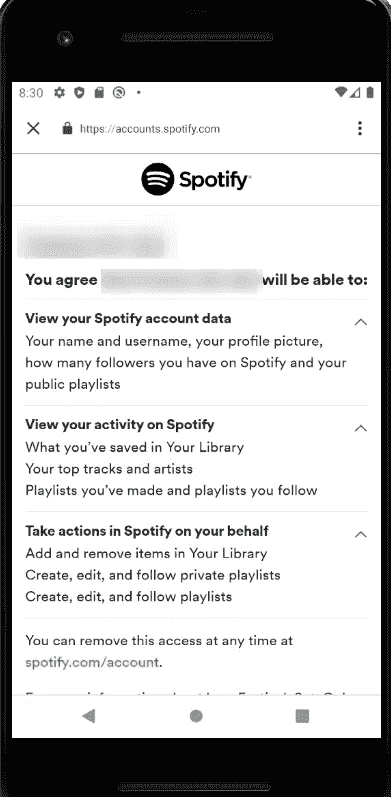 8:30
https://accounts.spotify.com
Spotify
You agree will be able to:
View your Spotify account data
Your name and username, your profile picture,
how many followers you have on Spotify and your
public playlists
View your activity on Spotify
What you've saved in Your Library
Your top tracks and artists
Playlists you've made and playlists you follow
Take actions in Spotify on your behalf
Add and remove items in Your Library
Create, edit, and follow private playlists
Create, edit, and follow playlists
You can remove this access at any time at
spotify.com/account.